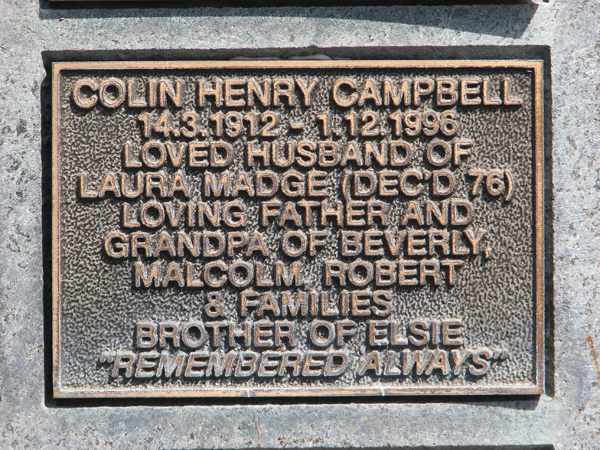 COLIN HENRY CAMPBELL
14.3.1912 - 1.12.1996
LOVED HUSBAND OF
LAURA MADGE (DEC'D 76)
LOVING FATHER AND
GRANDPA OF BEVERLY,
MALCOLM, ROBERT
& FAMILIES
BROTHER OF ELSIE
"REMEMBERED ALWAYS"